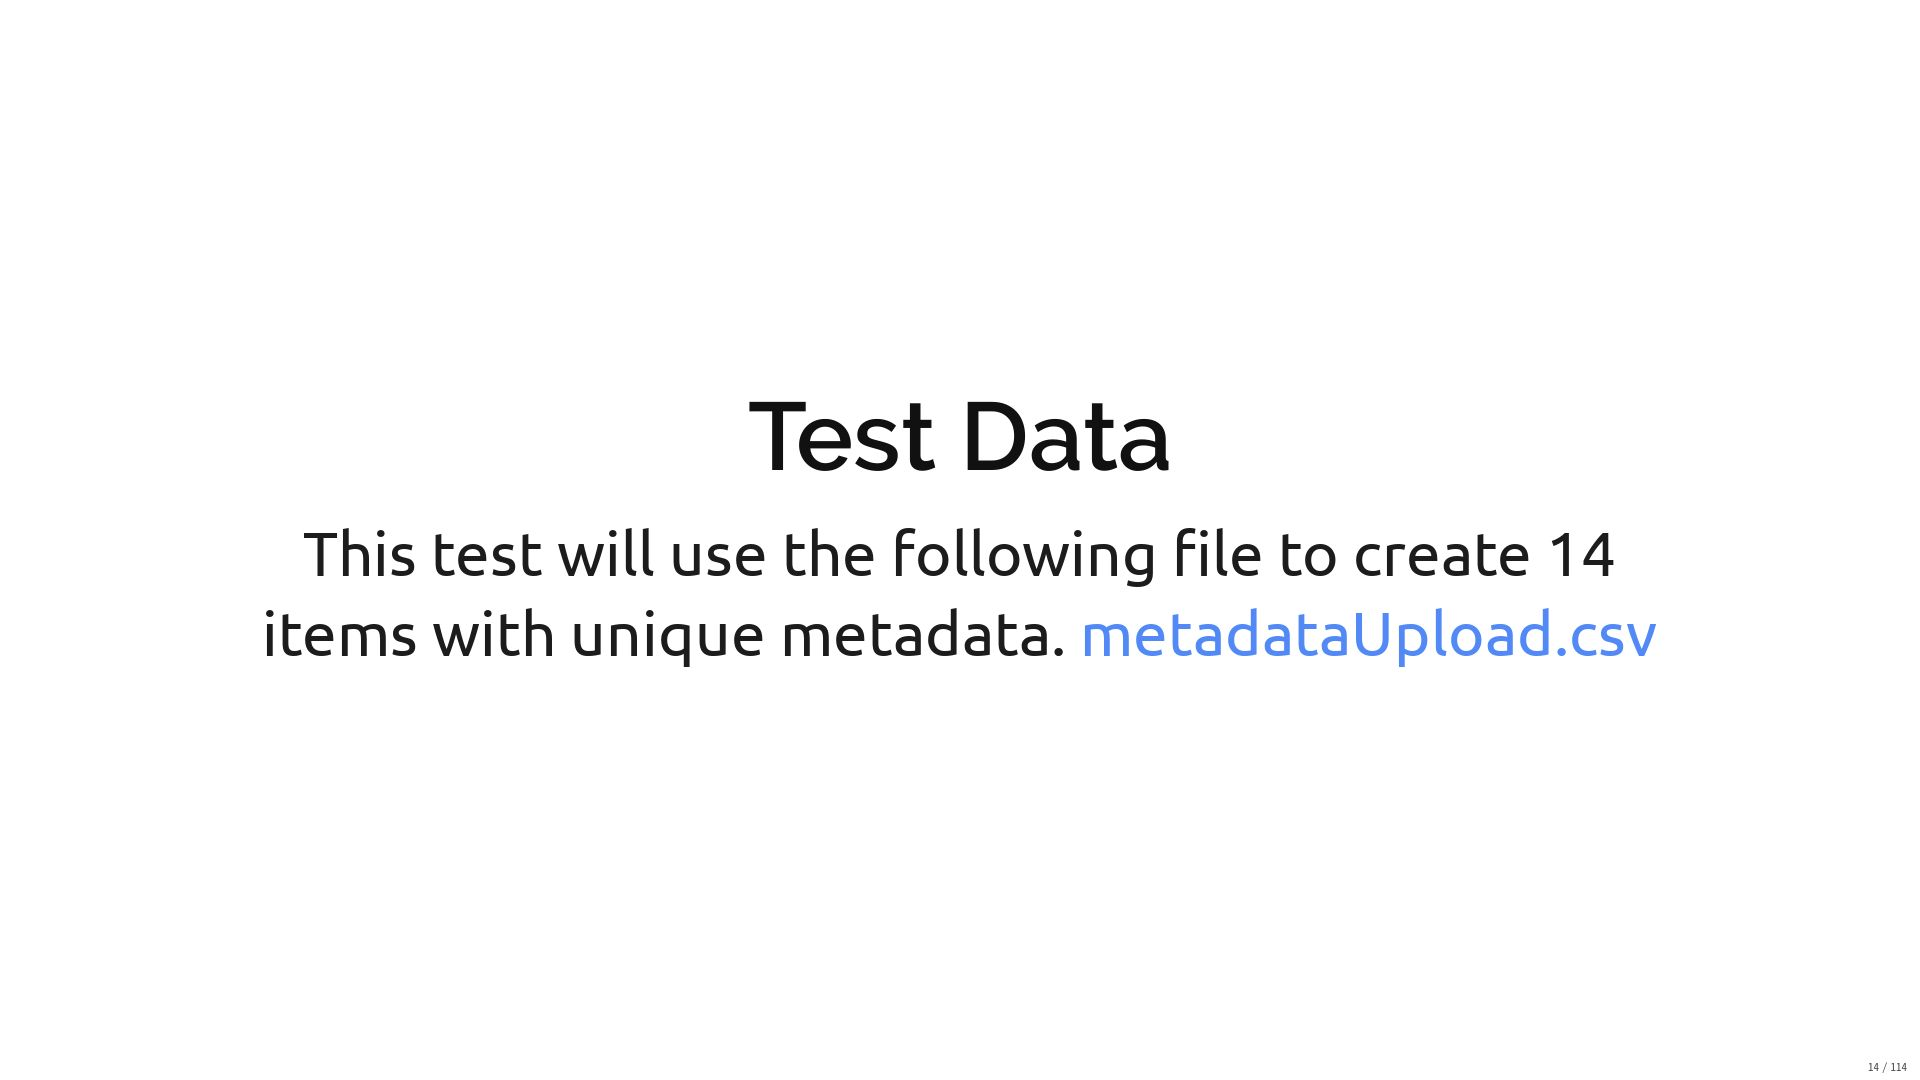 Test Data
This test will use the following file to create 14
items with unique metadata. metadataUpload.csv
14 / 114